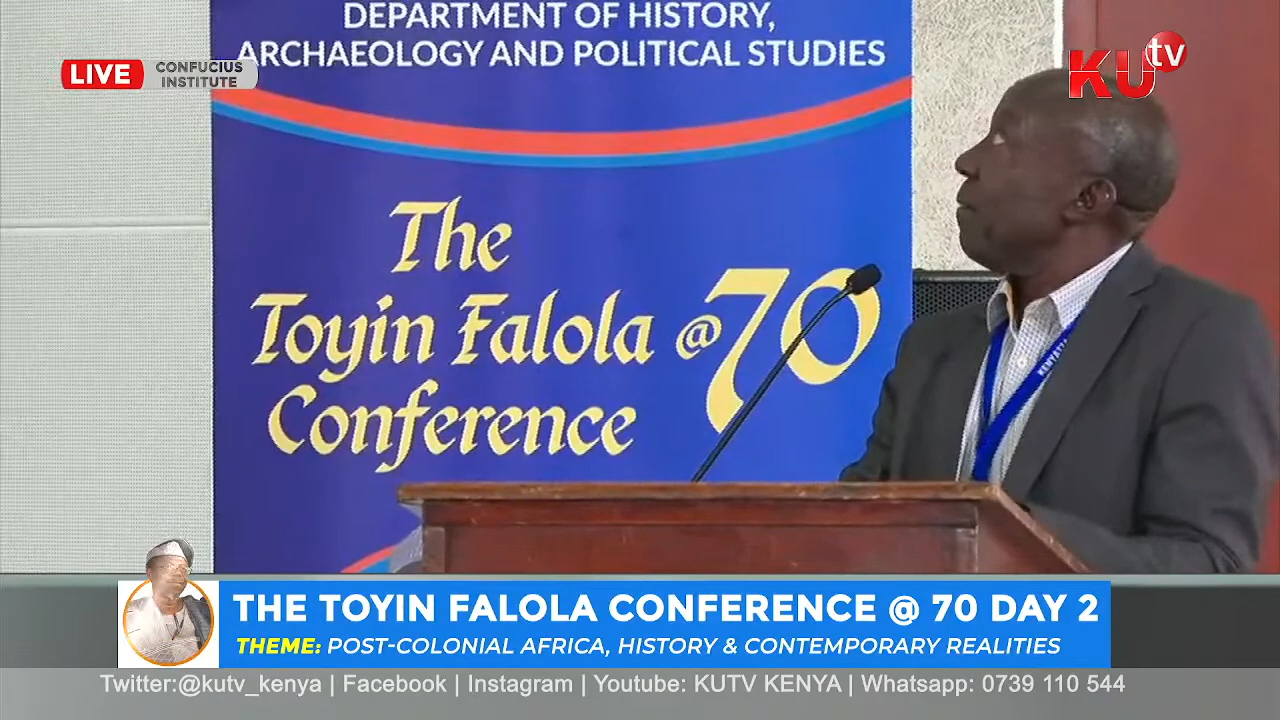 DEPARTMENT OF HISTORY,
ARCHAEOLOGY AND POLITICAL STUDIES
LIVE
CONFUCIUS
INSTITUTE
KUtv
The
Toyin Falola @70
Conference
THE TOYIN FALOLA CONFERENCE @ 70 DAY 2
THEME: POST-COLONIAL AFRICA, HISTORY & CONTEMPORARY REALITIES
Twitter:@kutv_kenya | Facebook | Instagram | Youtube: KUTV KENYA | Whatsapp: 0739 110 544